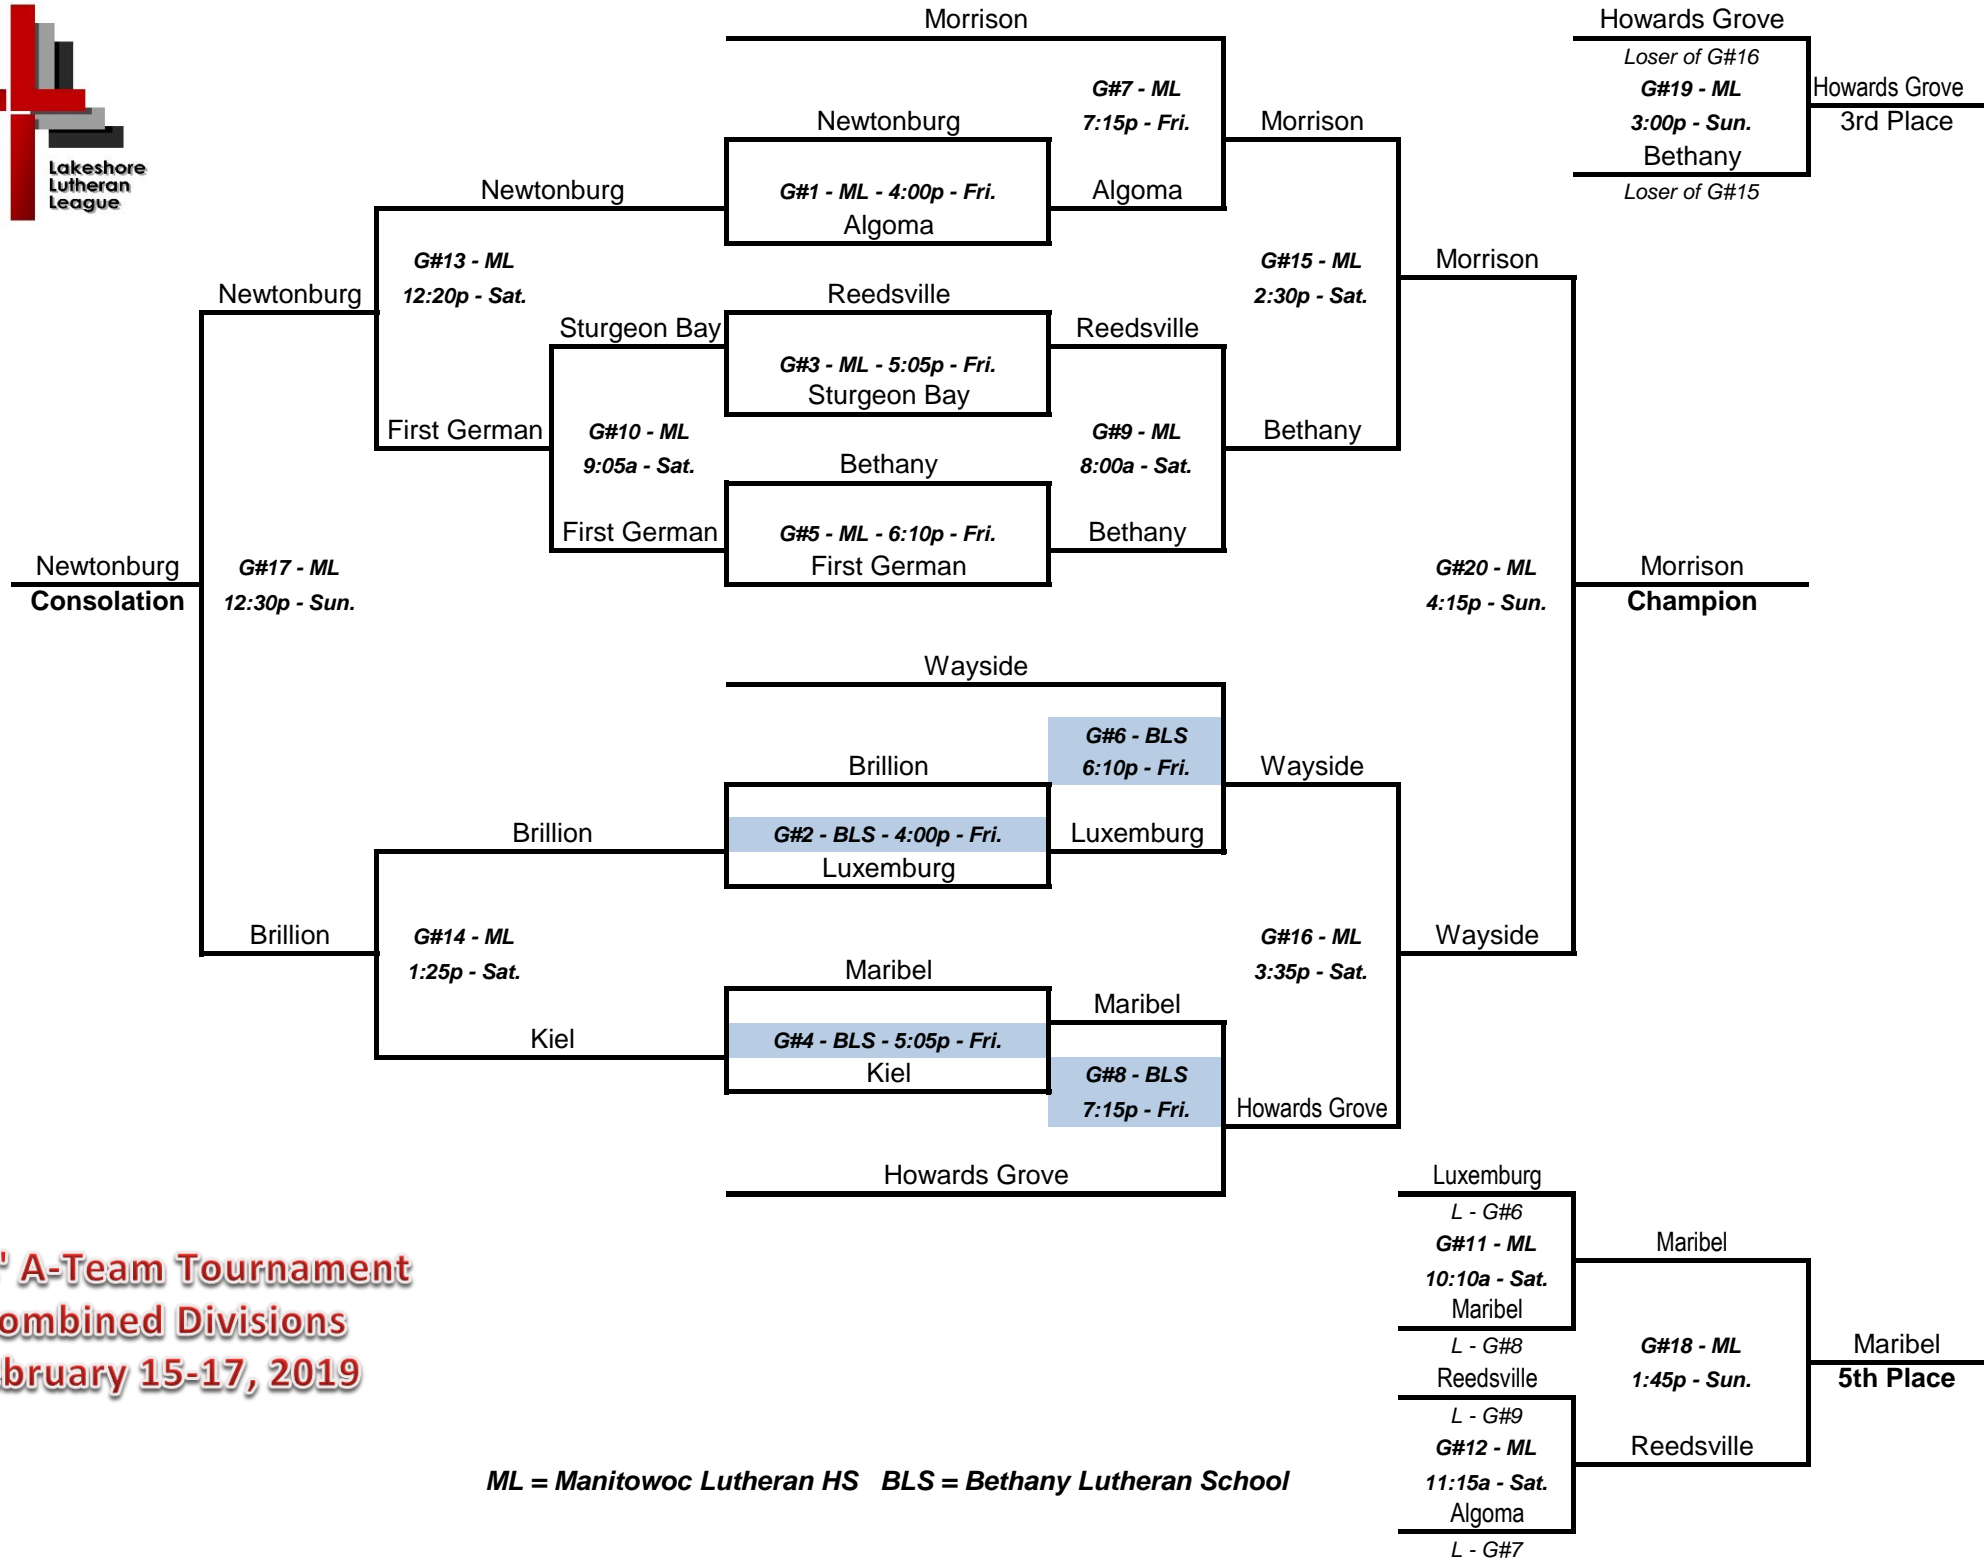 Morrison
Howards Grove
Loser of G#16
G#7 - ML
G#19 - ML
Howards Grove
Newtonburg
7:15p - Fri.
Morrison
3:00p - Sun.
3rd Place
Lakeshore
Lutheran
League
Bethany
Newtonburg
G#1 - ML - 4:00p - Fri.
Algoma
Loser of G#15
Algoma
G#13 - ML
G#15 - ML
Morrison
Newtonburg
12:20p - Sat.
Reedsville
2:30p - Sat.
Sturgeon Bay
Reedsville
G#3 - ML - 5:05p - Fri.
Sturgeon Bay
First German
G#10 - ML
G#9 - ML
Bethany
9:05a - Sat.
Bethany
8:00a - Sat.
First German
G#5 - ML - 6:10p - Fri.
Bethany
Newtonburg
G#17 - ML
First German
G#20 - ML
Morrison
Consolation
12:30p - Sun.
4:15p - Sun.
Champion
Wayside
G#6 - BLS
Brillion
6:10p - Fri.
Wayside
Brillion
G#2 - BLS - 4:00p - Fri.
Luxemburg
Luxemburg
Brillion
G#14 - ML
G#16 - ML
Wayside
1:25p - Sat.
Maribel
3:35p - Sat.
Maribel
Kiel
G#4 - BLS - 5:05p - Fri.
Kiel
G#8 - BLS
7:15p - Fri.
Howards Grove
Howards Grove
Luxemburg
L - G#6
G#11 - ML
Maribel
10:10a - Sat.
Maribel
L - G#8
G#18 - ML
Maribel
Reedsville
1:45p - Sun.
5th Place
L - G#9
G#12 - ML
Reedsville
11:15a - Sat.
Algoma
L - G#7
' A-Team Tournament
ombined Divisions
bruary 15-17, 2019
ML = Manitowoc Lutheran HS BLS = Bethany Lutheran School